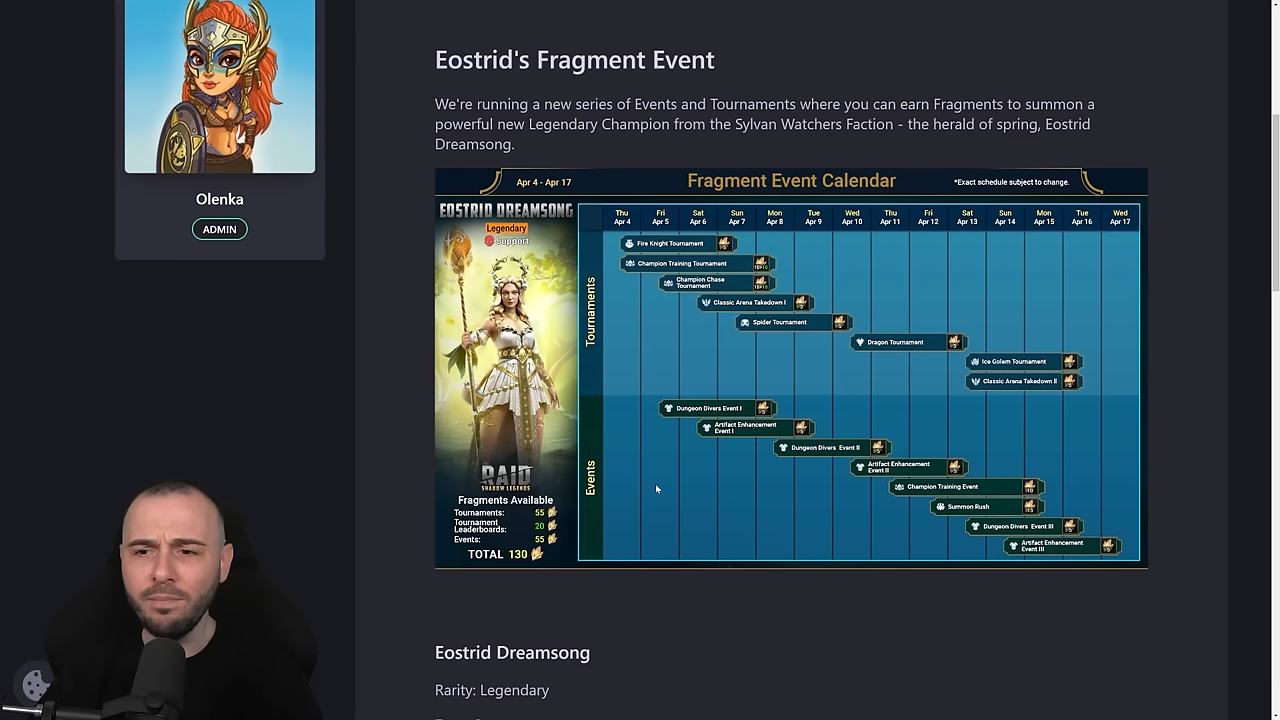 Eostrid's Fragment Event
We're running a new series of Events and Tournaments where you can earn Fragments to summon a
powerful new Legendary Champion from the Sylvan Watchers Faction - the herald of spring, Eostrid
Dreamsong.
Olenka
ADMIN
Apr 4 - Apr 17
Fragment Event Calendar
*Exact schedule subject to change.
EOSTRID DREAMSONG
Legendary
Support
Thu Fri Sat Sun Mon Tue Wed Thu Fri Sat Sun Mon Tue Wed
Apr 4 Apr 5 Apr 6 Apr 7 Apr 8 Apr 9 Apr 10 Apr 11 Apr 12 Apr 13 Apr 14 Apr 15 Apr 16 Apr 17
Tournaments
Fire Knight Tournament
Champion Training Tournament
Champion Chase
Tournament
Classic Arena Takedown I
Spider Tournament
Dragon Tournament
Ice Golem Tournament
Classic Arena Takedown II
Events
Dungeon Divers Event I
Artifact Enhancement
Event I
Dungeon Divers Event II
Artifact Enhancement
Event II
Champion Training Event
Summon Rush
Dungeon Divers Event III
Artifact Enhancement
Event III
RAID
SHADOW LEGENDS
Fragments Available
Tournaments: 55
Tournament
Leaderboards: 20
Events: 55
TOTAL 130
Eostrid Dreamsong
Rarity: Legendary